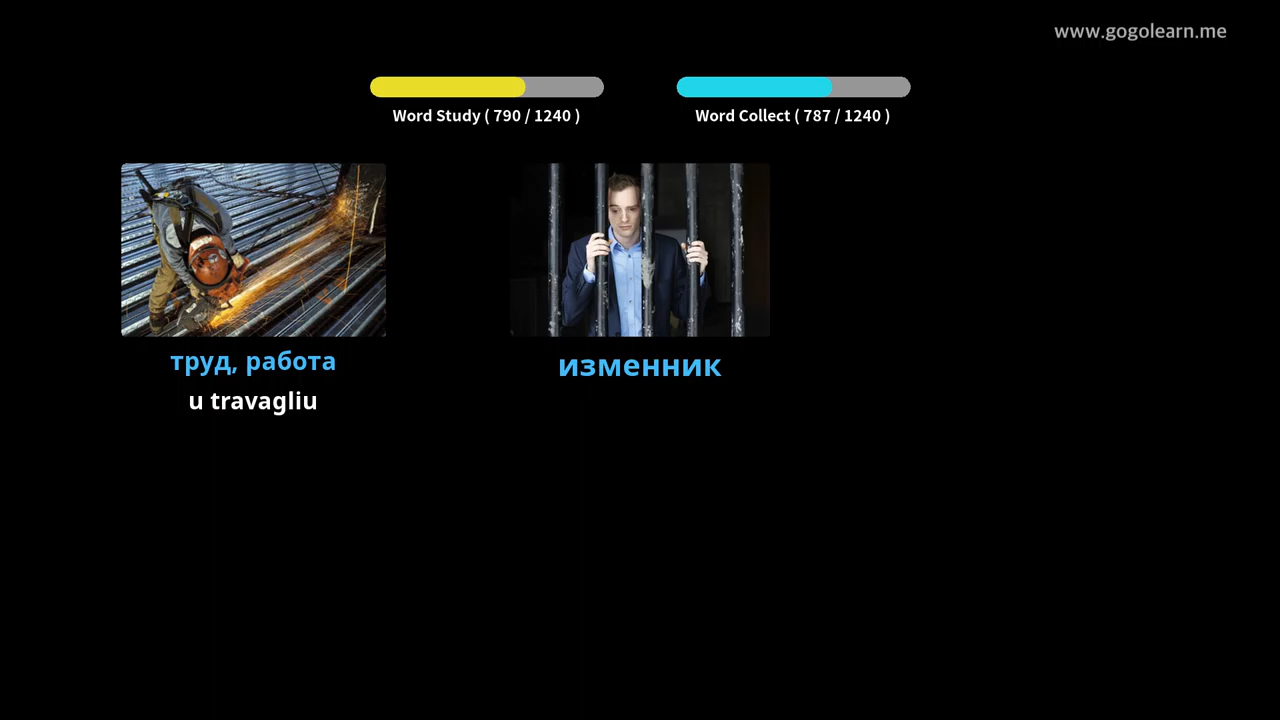 www.gogolearn.me
Word Study ( 790 / 1240 )
Word Collect ( 787 / 1240 )
труд, работа
u travagliu
изменник